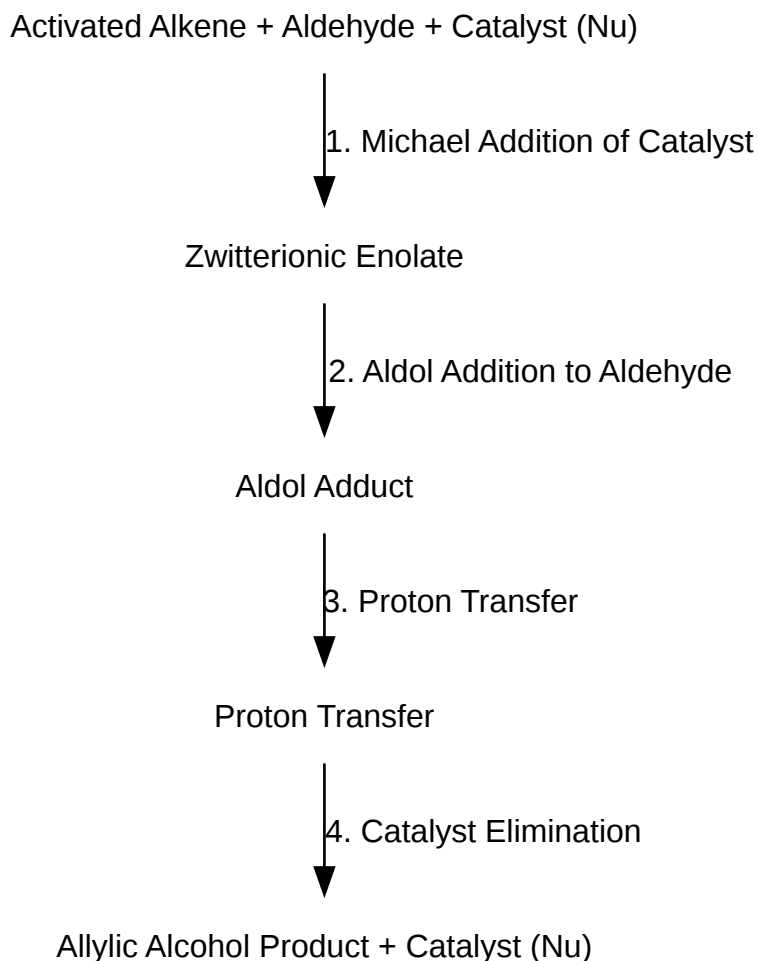 Activated Alkene + Aldehyde + Catalyst (Nu)
1. Michael Addition of Catalyst
Zwitterionic Enolate
2. Aldol Addition to Aldehyde
Aldol Adduct
3. Proton Transfer
Proton Transfer
4. Catalyst Elimination
Allylic Alcohol Product + Catalyst (Nu)